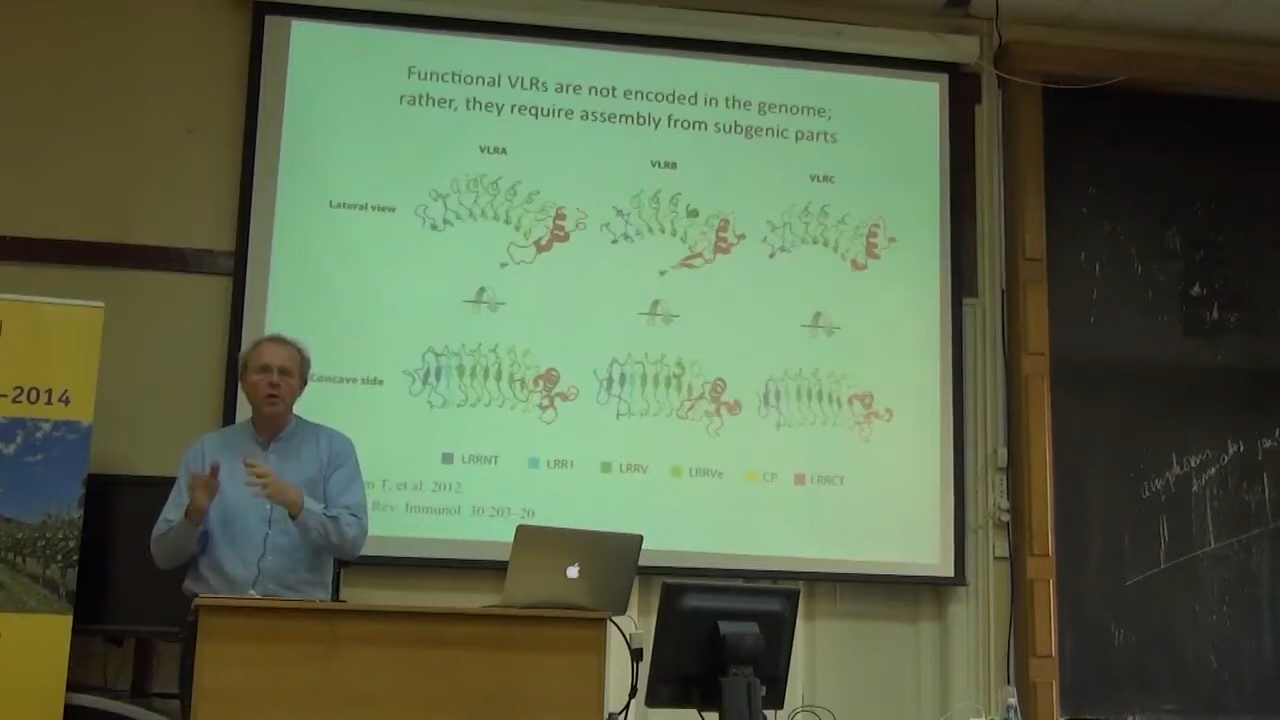 Functional VLRs are not encoded in the genome;
rather, they require assembly from subgenic parts
VLRA
VLRB
VLRC
Lateral view
Concave side
LRRNT
LRR1
LRRV
LRRVe
CP
LRRCT
n T. et al. 2012
Rev. Immunol. 30:203–20
-2014